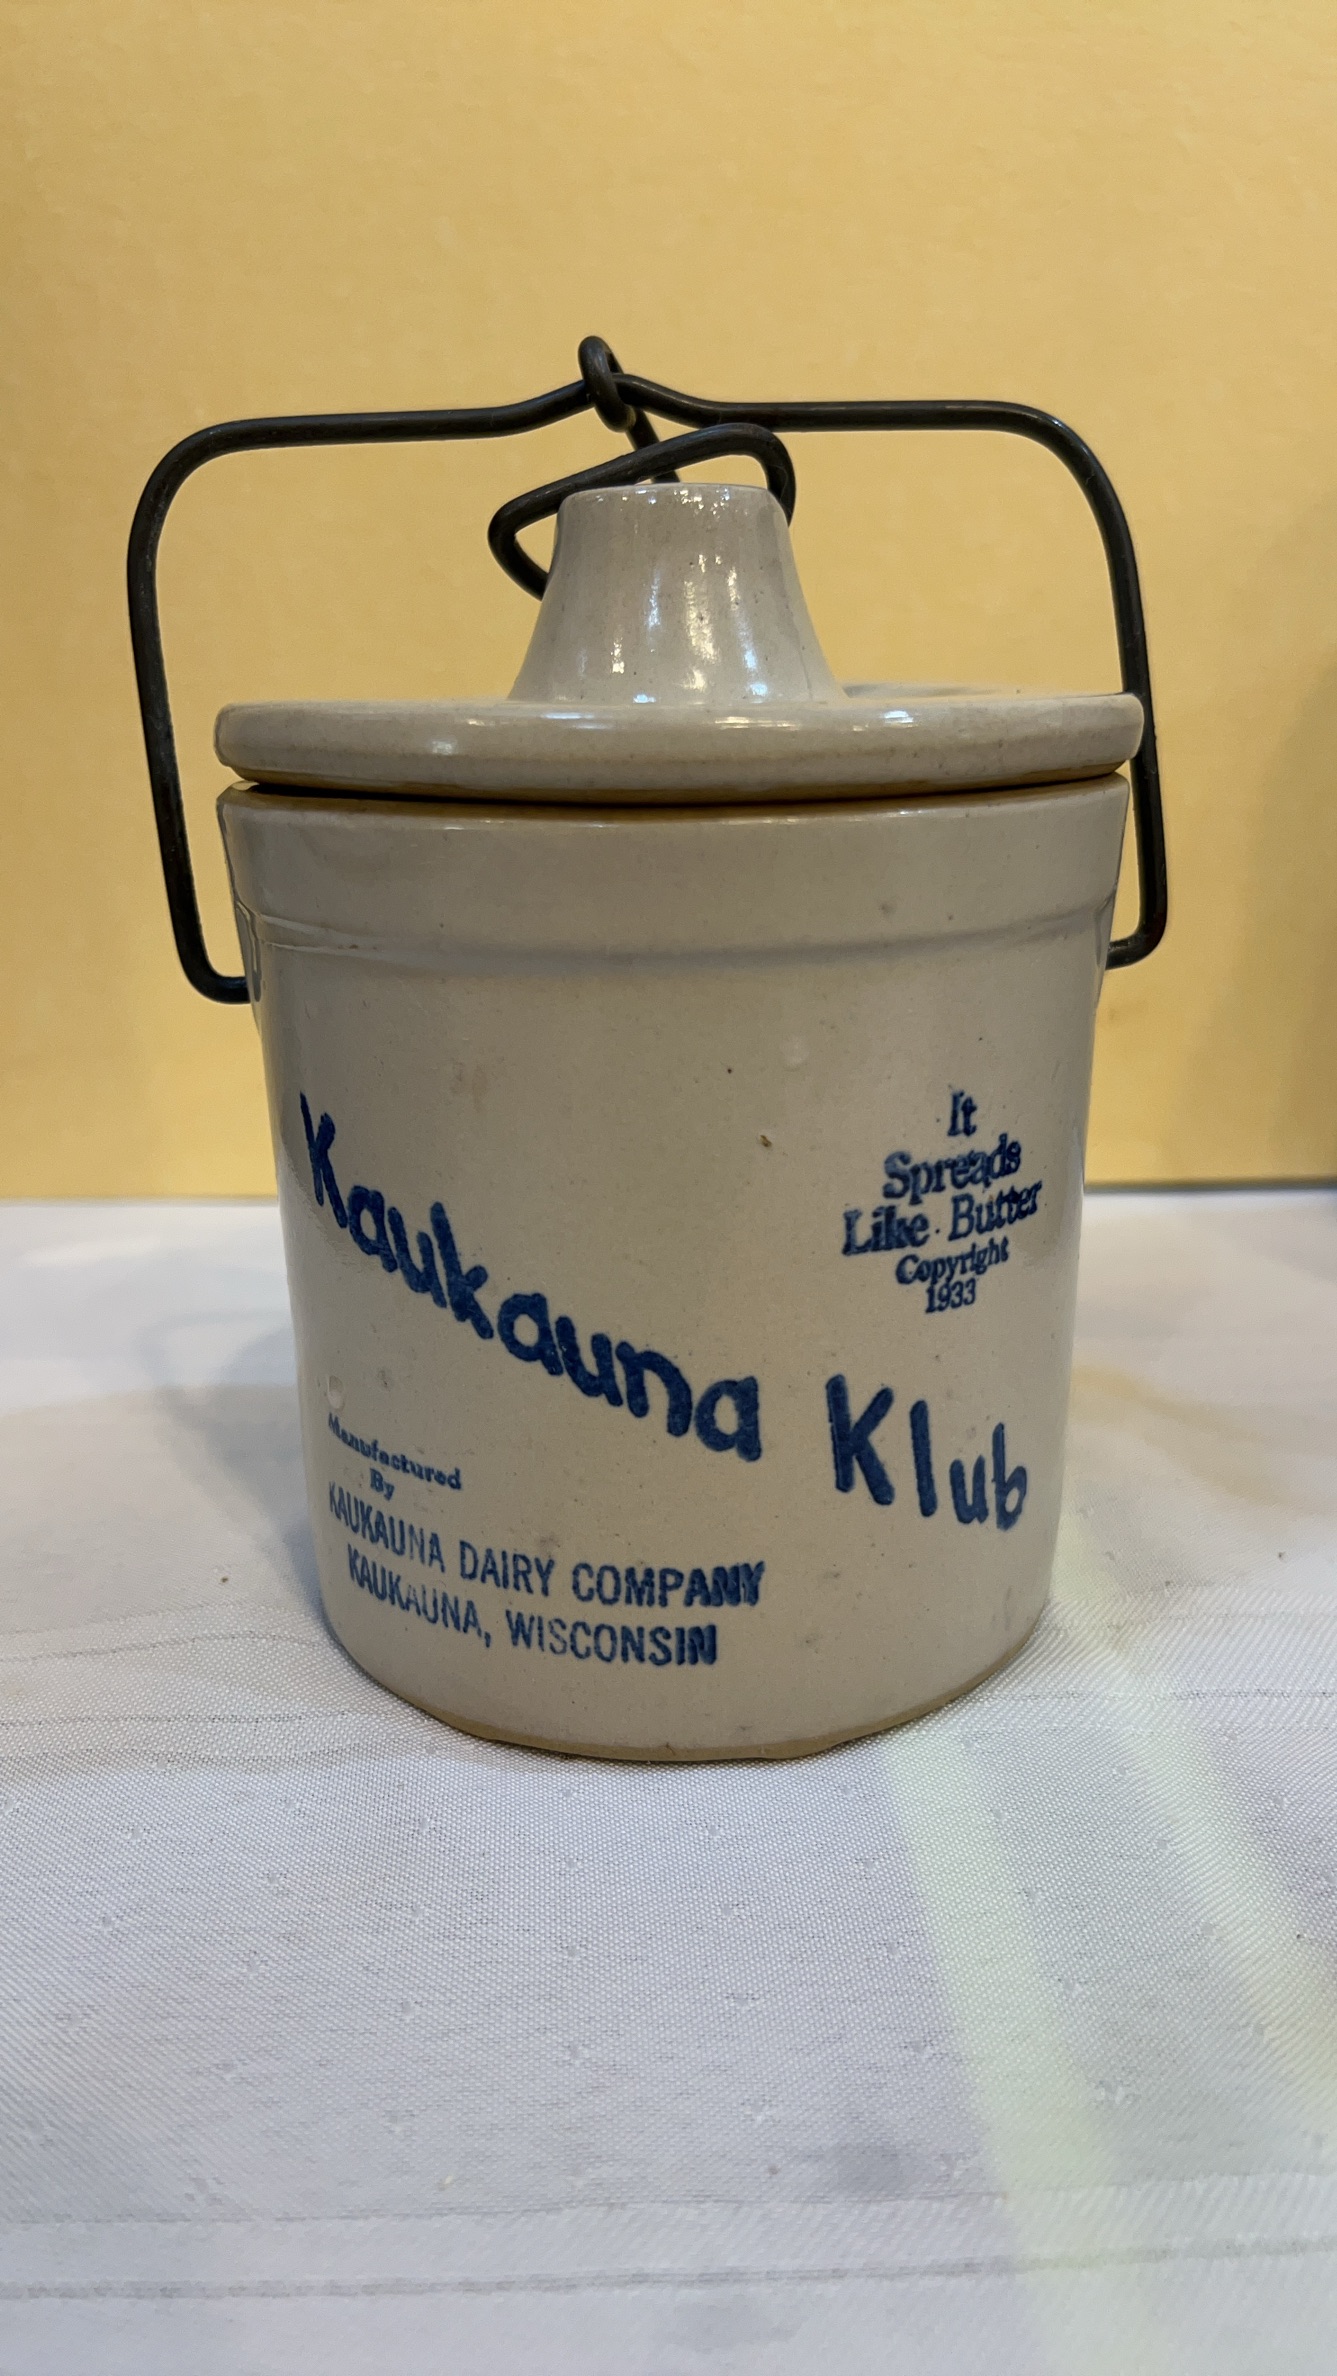 Kaukauna Klub
It
Spreads
Like Butter
Copyright
1933
Manufactured
By
KAUKAUNA DAIRY COMPANY
KAUKAUNA, WISCONSIN